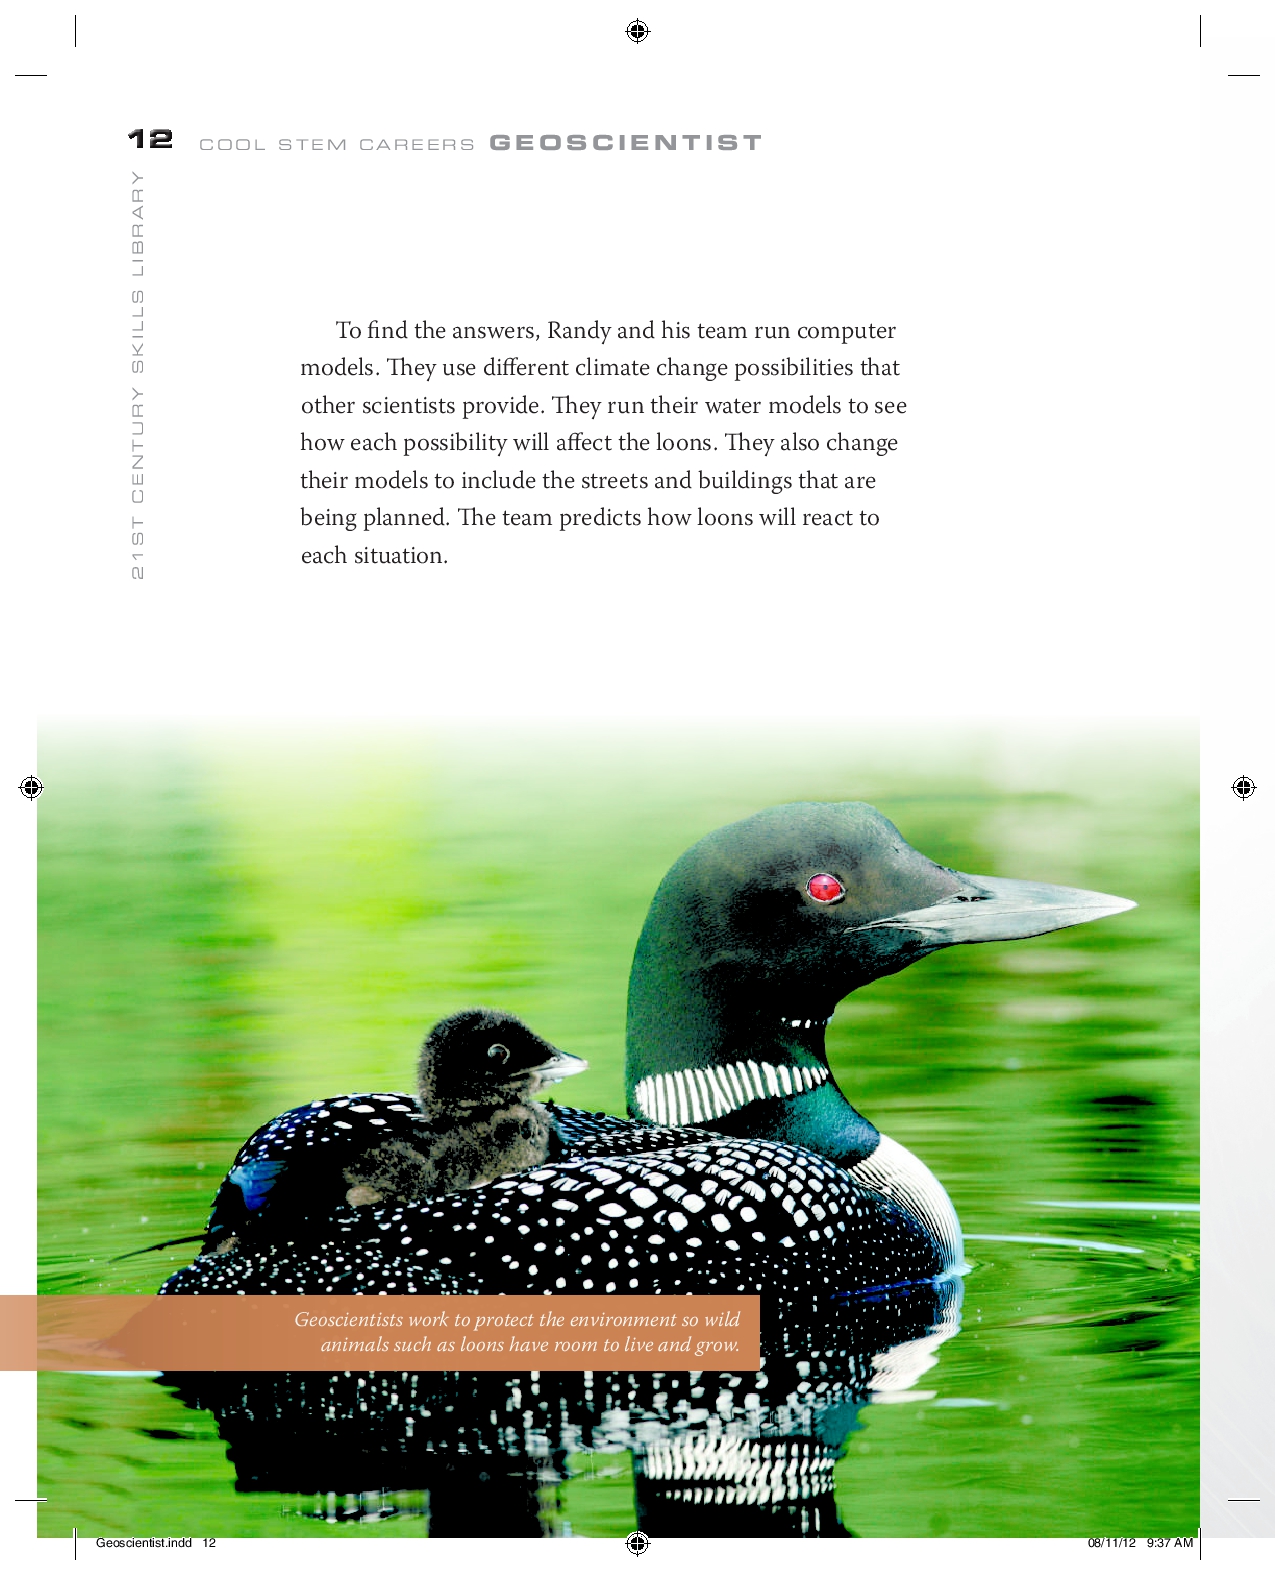 12 COOL STEM CAREERS GEOSCIENTIST
21ST CENTURY SKILLS LIBRARY
To find the answers, Randy and his team run computer
models. They use different climate change possibilities that
other scientists provide. They run their water models to see
how each possibility will affect the loons. They also change
their models to include the streets and buildings that are
being planned. The team predicts how loons will react to
each situation.
Geoscientists work to protect the environment so wild
animals such as loons have room to live and grow.
Geoscientist.indd 12
08/11/12 9:37 AM